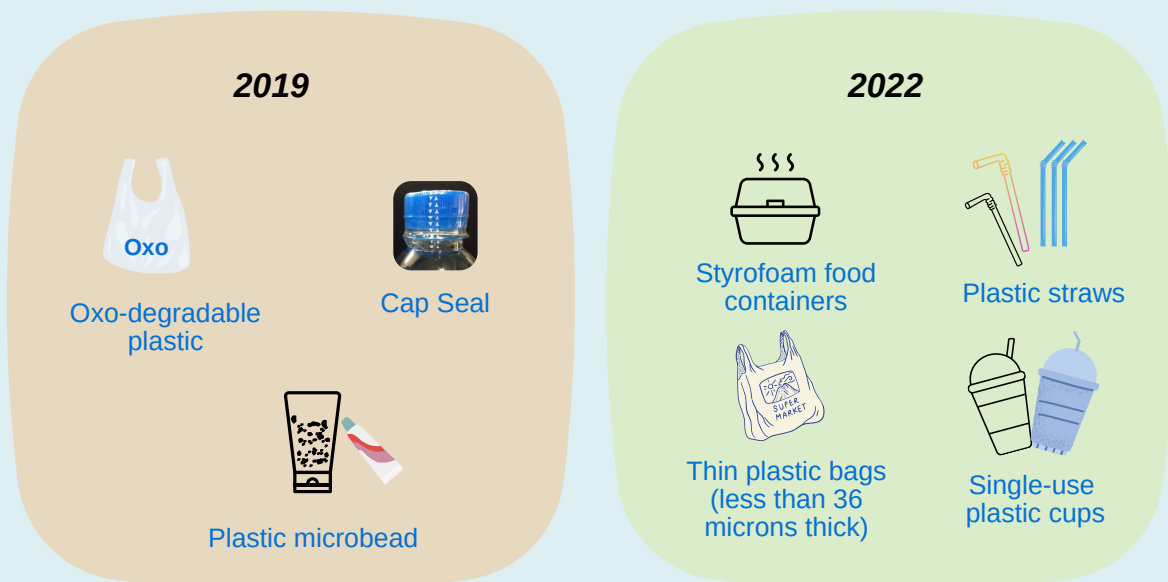 2019
Oxo
Oxo-degradable
plastic
Cap Seal
Plastic microbead
2022
Styrofoam food
containers
Plastic straws
SUPER
MARKET
Thin plastic bags
(less than 36
microns thick)
Single-use
plastic cups